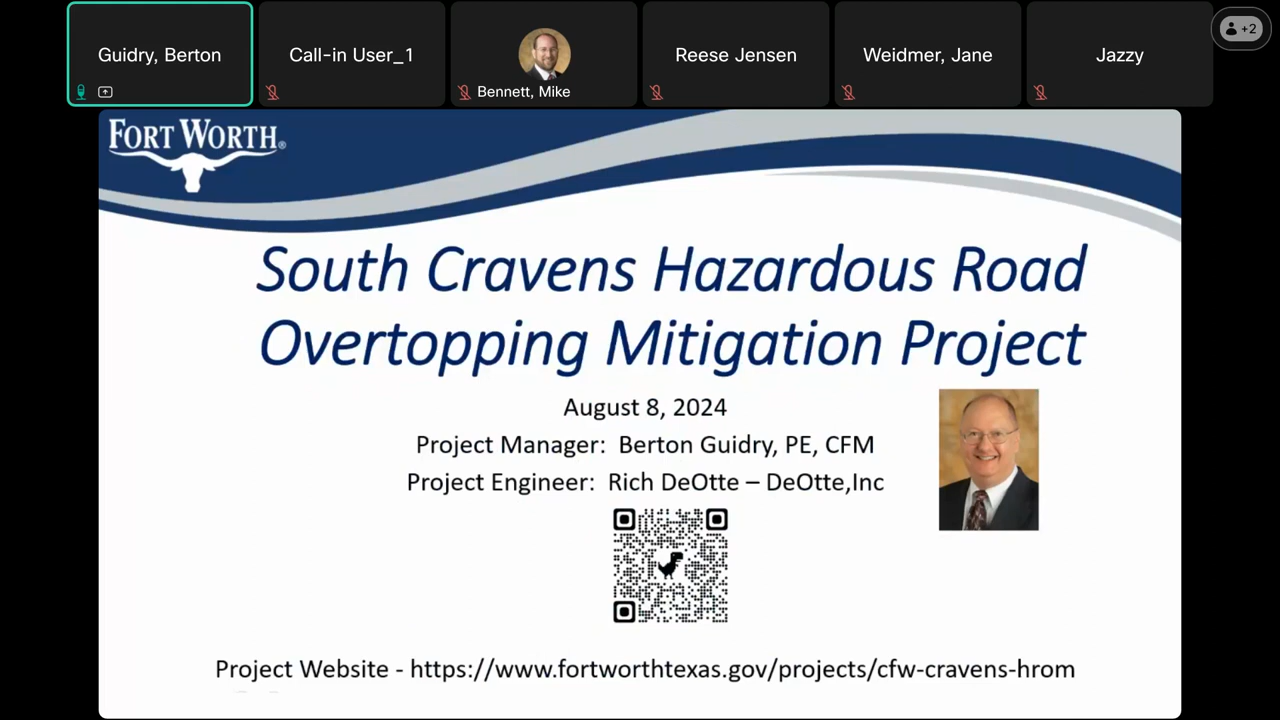 Guidry, Berton
Call-in User_1
Bennett, Mike
Reese Jensen
Weidmer, Jane
Jazzy
+2
FORT WORTH®
South Cravens Hazardous Road
Overtopping Mitigation Project
August 8, 2024
Project Manager: Berton Guidry, PE, CFM
Project Engineer: Rich DeOtte – DeOtte,Inc
Project Website - https://www.fortworthtexas.gov/projects/cfw-cravens-hrom